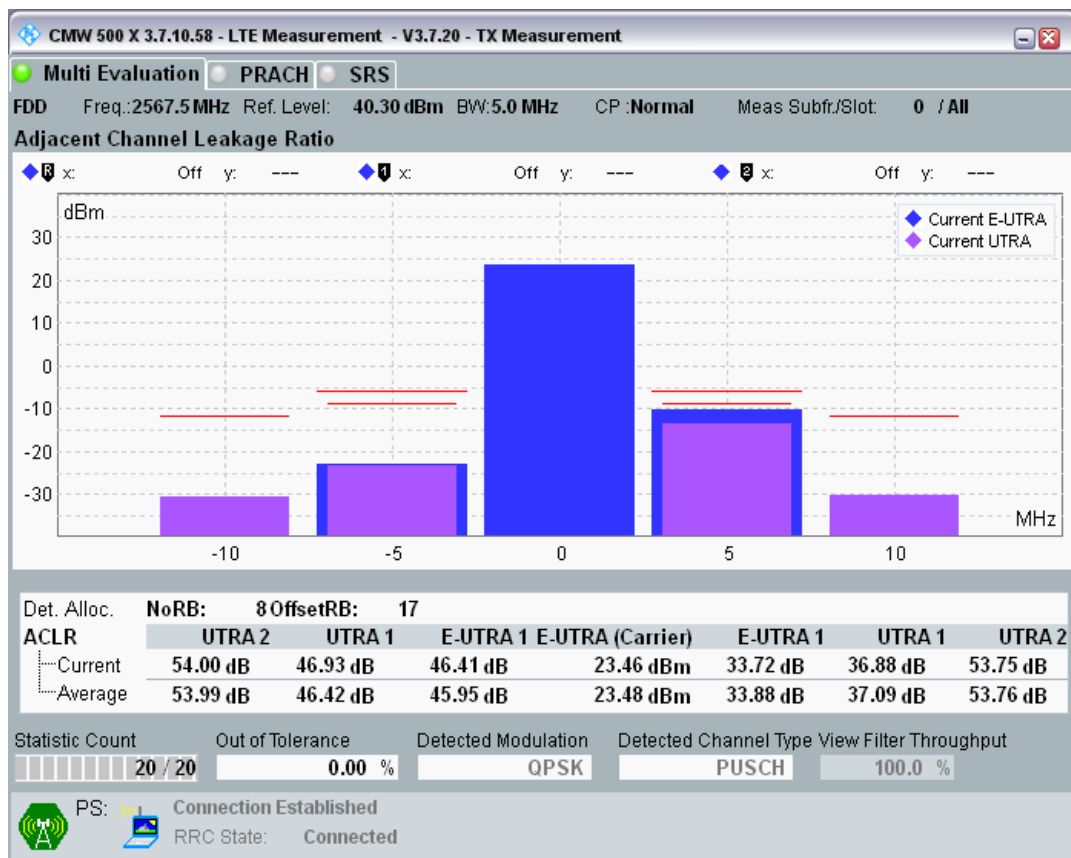 CMW 500 X 3.7.10.58 - LTE Measurement - V3.7.20 - TX Measurement
Multi Evaluation PRACH SRS
FDD Freq.:2567.5 MHz Ref. Level: 40.30 dBm BW:5.0 MHz CP :Normal Meas Subfr./Slot: 0 / All
Adjacent Channel Leakage Ratio
R x: Off y: --- 1 x: Off y: --- 2 x: Off y: ---
dBm
Current E-UTRA
Current UTRA
30
20
10
0
-10
-20
-30
MHz
-10 -5 0 5 10
Det. Alloc. NoRB: 8 OffsetRB: 17
ACLR UTRA 2 UTRA 1 E-UTRA 1 E-UTRA (Carrier) E-UTRA 1 UTRA 1 UTRA 2
Current 54.00 dB 46.93 dB 46.41 dB 23.46 dBm 33.72 dB 36.88 dB 53.75 dB
Average 53.99 dB 46.42 dB 45.95 dB 23.48 dBm 33.88 dB 37.09 dB 53.76 dB
Statistic Count Out of Tolerance Detected Modulation Detected Channel Type View Filter Throughput
20 / 20 0.00 % QPSK PUSCH 100.0 %
PS: Connection Established
RRC State: Connected